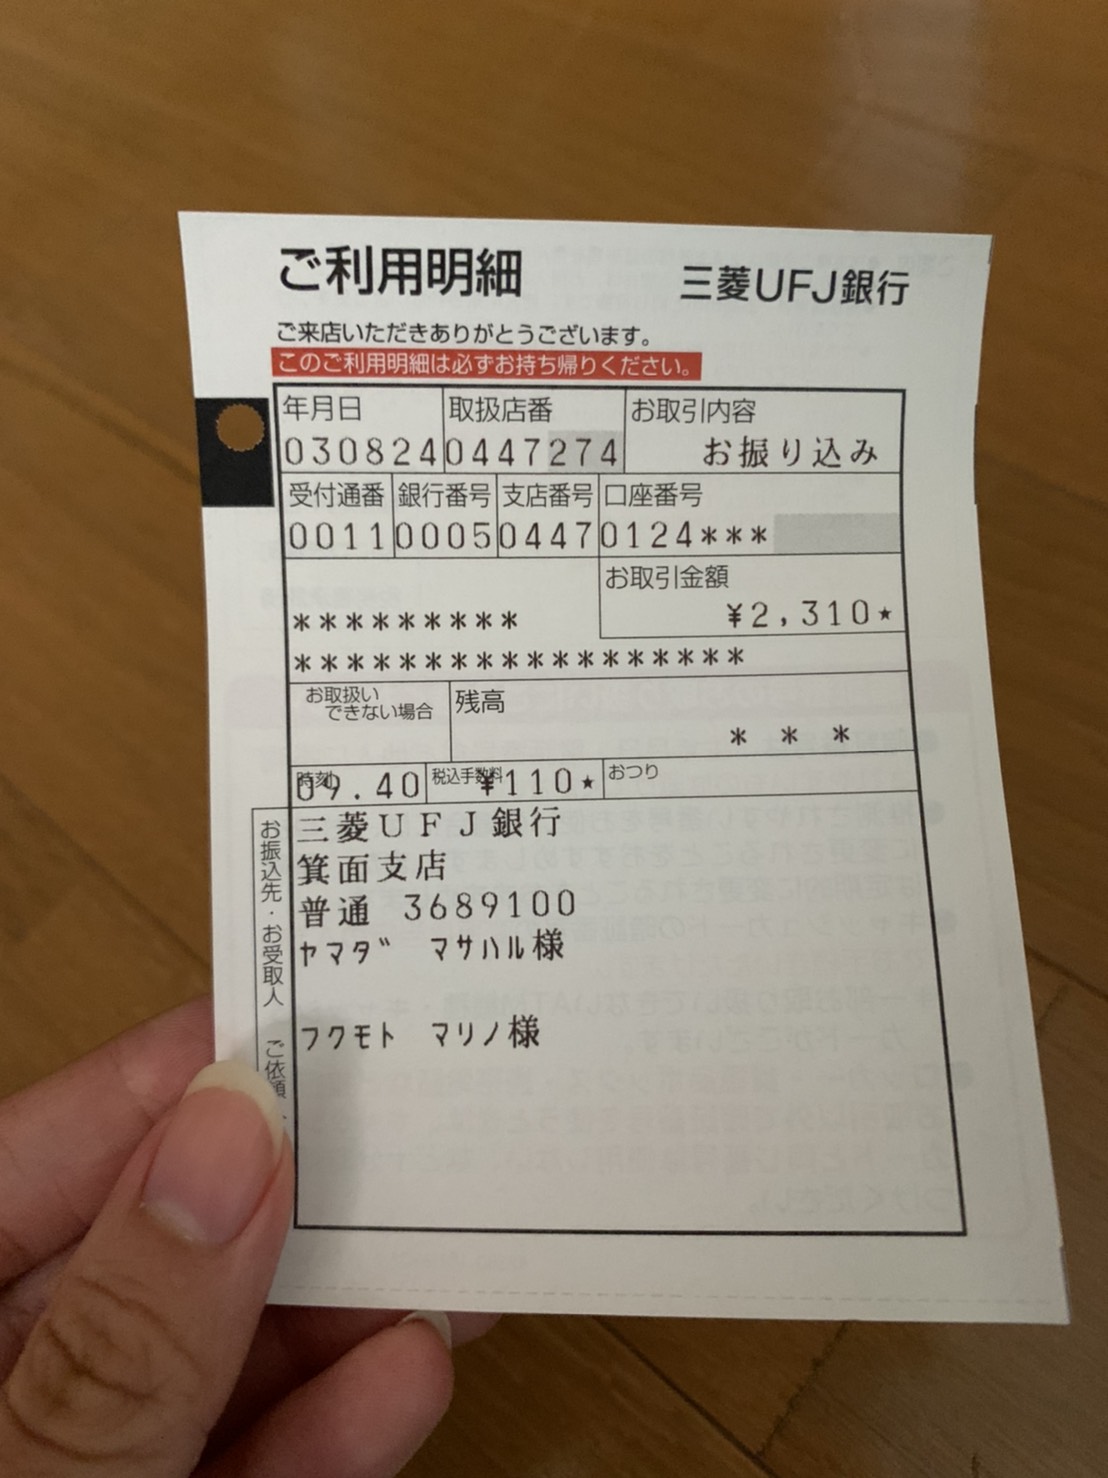 ご利用明細 三菱UFJ銀行
ご来店いただきありがとうございます。
このご利用明細は必ずお持ち帰りください。
年月日 取扱店番 お取引内容
030824 0447274 お振り込み
受付通番 銀行番号 支店番号 口座番号
0011 0005 0447 0124***
お取引金額
********* ¥2,310★
******************
お取扱いできない場合 残高
***
時刻 税込手数料 おつり
09.40 ¥110★
お振込先・お受取人 ご依頼
三菱UFJ銀行
箕面支店
普通 3689100
ヤマダ マサハル様
フクモト マリノ様